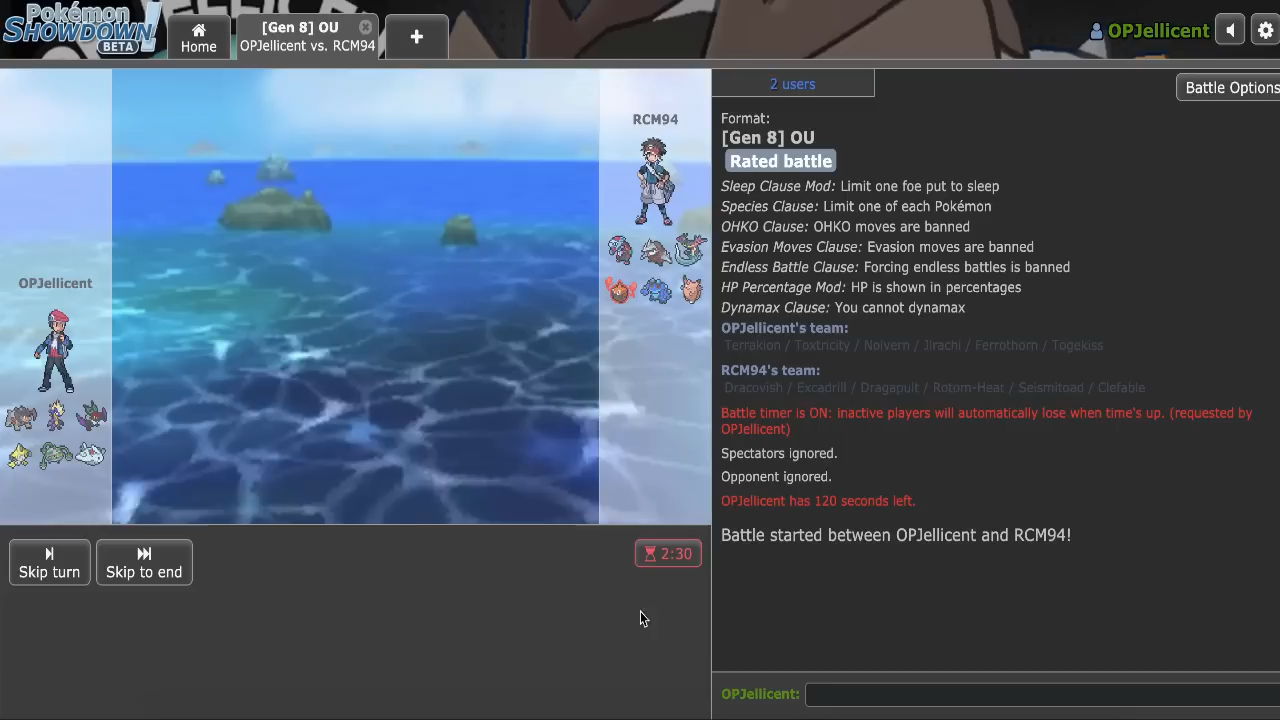 Pokémon
SHOWDOWN!
BETA
Home
[Gen 8] OU
OPJellicent vs. RCM94
+
OPJellicent
2 users
Battle Options
RCM94
OPJellicent
Format:
[Gen 8] OU
Rated battle
Sleep Clause Mod: Limit one foe put to sleep
Species Clause: Limit one of each Pokémon
OHKO Clause: OHKO moves are banned
Evasion Moves Clause: Evasion moves are banned
Endless Battle Clause: Forcing endless battles is banned
HP Percentage Mod: HP is shown in percentages
Dynamax Clause: You cannot dynamax
OPJellicent's team:
Terrakion / Toxtricity / Noivern / Jirachi / Ferrothorn / Togekiss
RCM94's team:
Dracovish / Excadrill / Dragapult / Rotom-Heat / Seismitoad / Clefable
Battle timer is ON: inactive players will automatically lose when time's up. (requested by
OPJellicent)
Spectators ignored.
Opponent ignored.
OPJellicent has 120 seconds left.
Battle started between OPJellicent and RCM94!
Skip turn
Skip to end
2:30
OPJellicent: